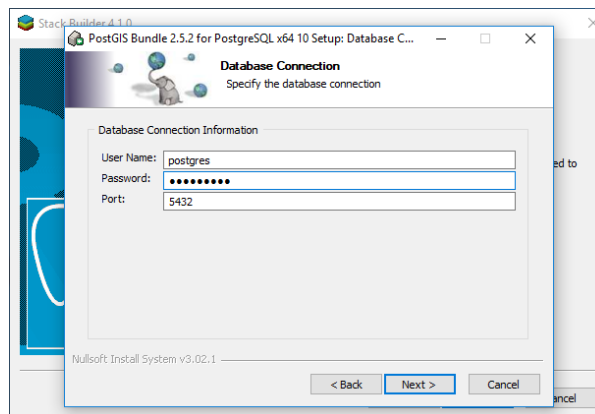 Stack Builder 4.1.0
PostGIS Bundle 2.5.2 for PostgreSQL x64 10 Setup: Database C...
Database Connection
Specify the database connection
Database Connection Information
User Name: postgres
Password: ●●●●●●●●●
Port: 5432
ed to
Nullsoft Install System v3.02.1
< Back Next > Cancel
ancel